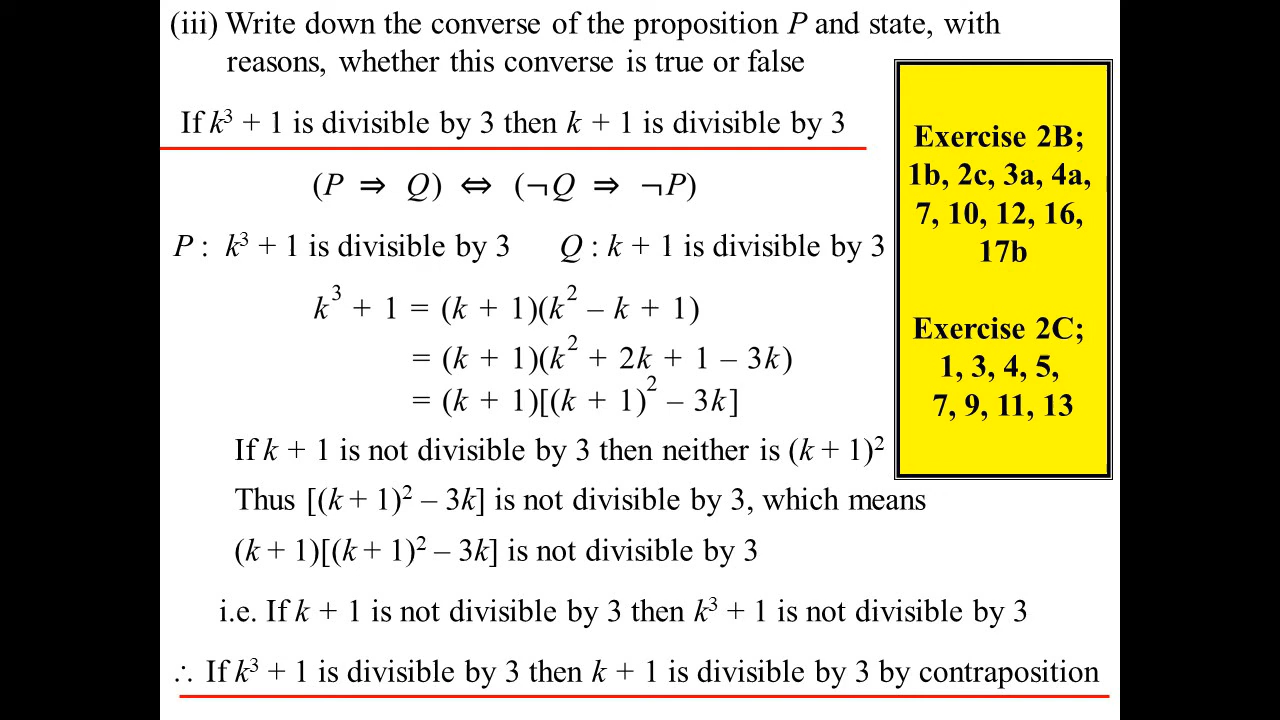 (iii) Write down the converse of the proposition P and state, with
reasons, whether this converse is true or false
If k³ + 1 is divisible by 3 then k + 1 is divisible by 3
(P ⇒ Q) ⇔ (¬Q ⇒ ¬P)
P : k³ + 1 is divisible by 3 Q : k + 1 is divisible by 3
k³ + 1 = (k + 1)(k² – k + 1)
= (k + 1)(k² + 2k + 1 – 3k)
= (k + 1)[(k + 1)² – 3k]
If k + 1 is not divisible by 3 then neither is (k + 1)²
Thus [(k + 1)² – 3k] is not divisible by 3, which means
(k + 1)[(k + 1)² – 3k] is not divisible by 3
i.e. If k + 1 is not divisible by 3 then k³ + 1 is not divisible by 3
∴ If k³ + 1 is divisible by 3 then k + 1 is divisible by 3 by contraposition
Exercise 2B;
1b, 2c, 3a, 4a,
7, 10, 12, 16,
17b
Exercise 2C;
1, 3, 4, 5,
7, 9, 11, 13